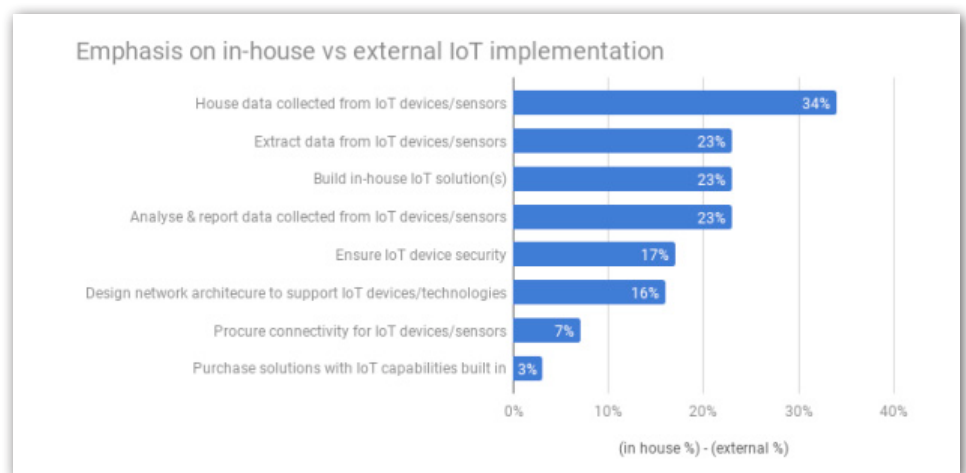 Emphasis on in-house vs external IoT implementation
House data collected from IoT devices/sensors 34%
Extract data from IoT devices/sensors 23%
Build in-house IoT solution(s) 23%
Analyse & report data collected from IoT devices/sensors 23%
Ensure IoT device security 17%
Design network architecure to support IoT devices/technologies 16%
Procure connectivity for IoT devices/sensors 7%
Purchase solutions with IoT capabilities built in 3%
0% 10% 20% 30% 40%
(in house %) - (external %)